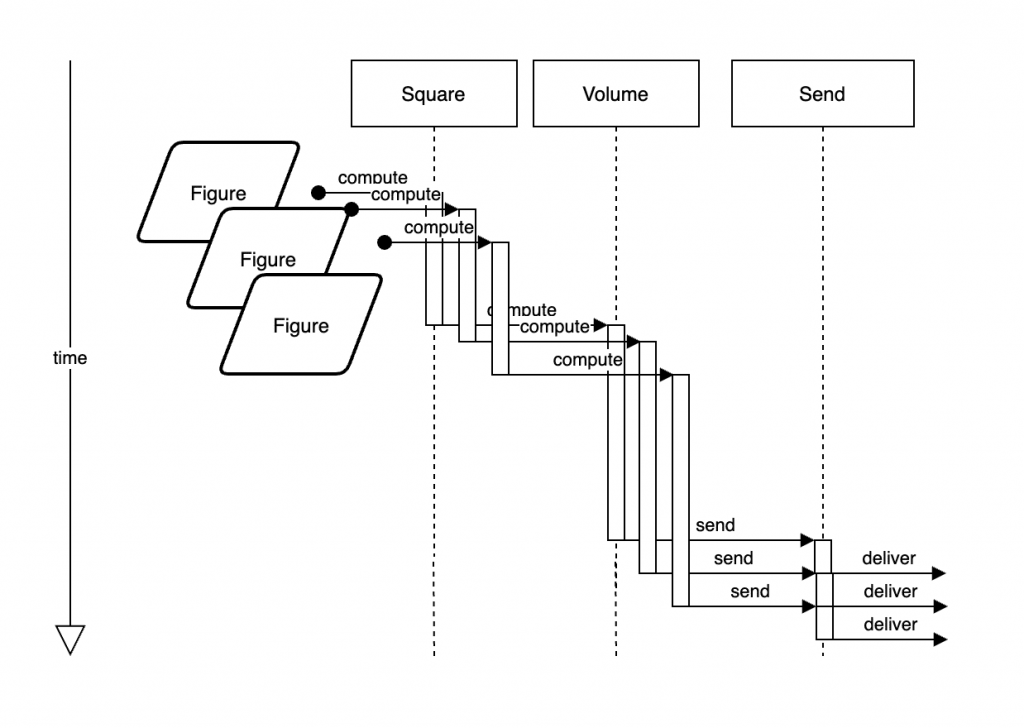 Square
Volume
Send
Figure
compute
compute
compute
Figure
Figure
compute
compute
compute
time
send
send
deliver
send
deliver
deliver